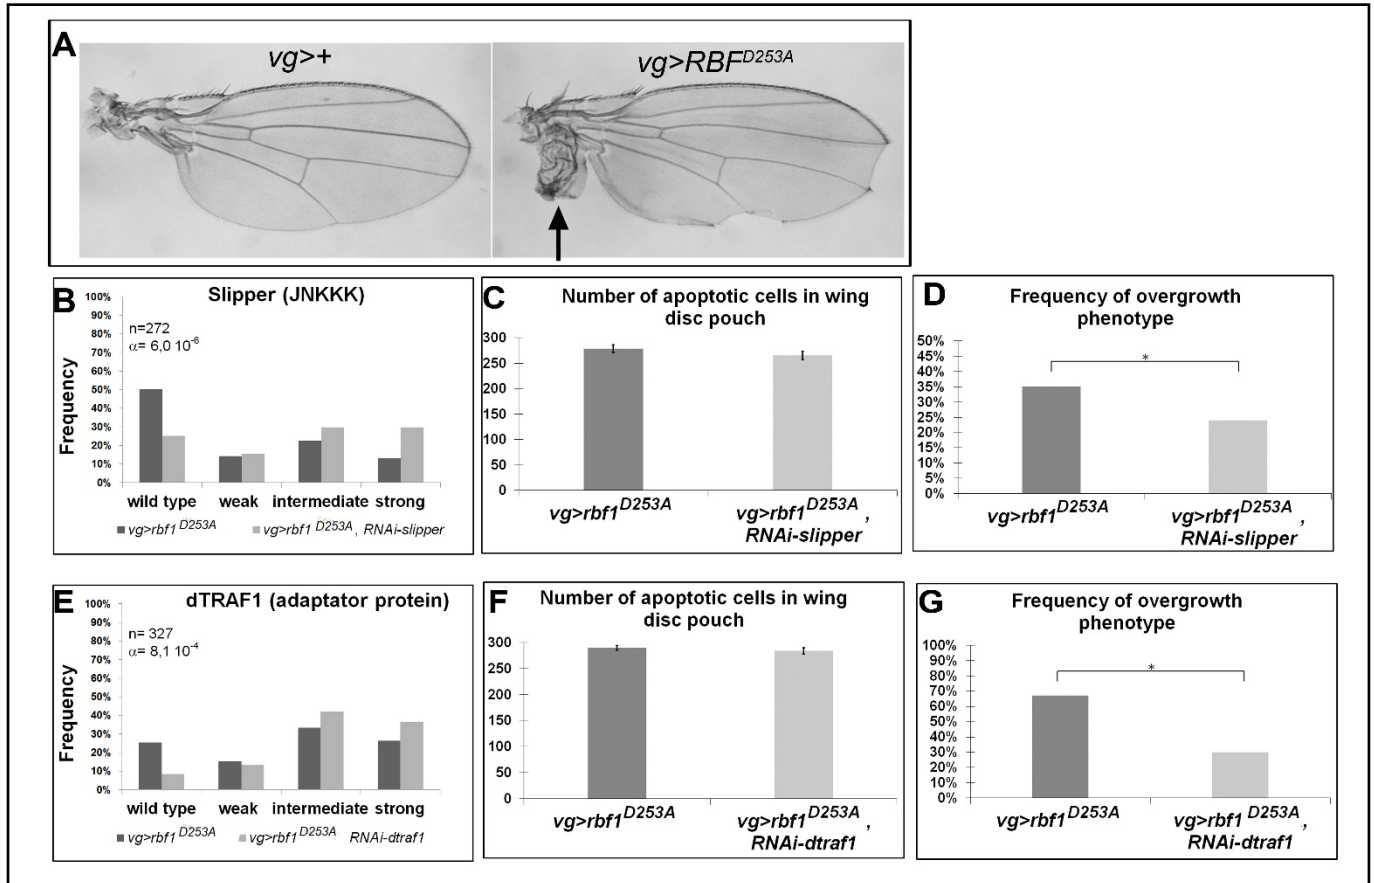 A
vg>+
vg>RBF^D253A
B
Slipper (JNKKK)
100%
90%
80%
70%
60%
50%
40%
30%
20%
10%
0%
n=272
α= 6,0 10^-6
Frequency
wild type weak intermediate strong
vg>rbf1 ^D253A vg>rbf1 ^D253A , RNAi-slipper
C
Number of apoptotic cells in wing
disc pouch
300
250
200
150
100
50
0
vg>rbf1^D253A
vg>rbf1^D253A ,
RNAi-slipper
D
Frequency of overgrowth
phenotype
50%
45%
40%
35%
30%
25%
20%
15%
10%
5%
0%
*
vg>rbf1^D253A
vg>rbf1^D253A ,
RNAi-slipper
E
dTRAF1 (adaptator protein)
100%
90%
80%
70%
60%
50%
40%
30%
20%
10%
0%
n= 327
α= 8,1 10^-4
Frequency
wild type weak intermediate strong
vg>rbf1 ^D253A vg>rbf1 ^D253A RNAi-dtraf1
F
Number of apoptotic cells in wing
disc pouch
300
250
200
150
100
50
0
vg>rbf1^D253A
vg>rbf1^D253A ,
RNAi-dtraf1
G
Frequency of overgrowth
phenotype
100%
90%
80%
70%
60%
50%
40%
30%
20%
10%
0%
*
vg>rbf1^D253A
vg>rbf1 ^D253A ,
RNAi-dtraf1